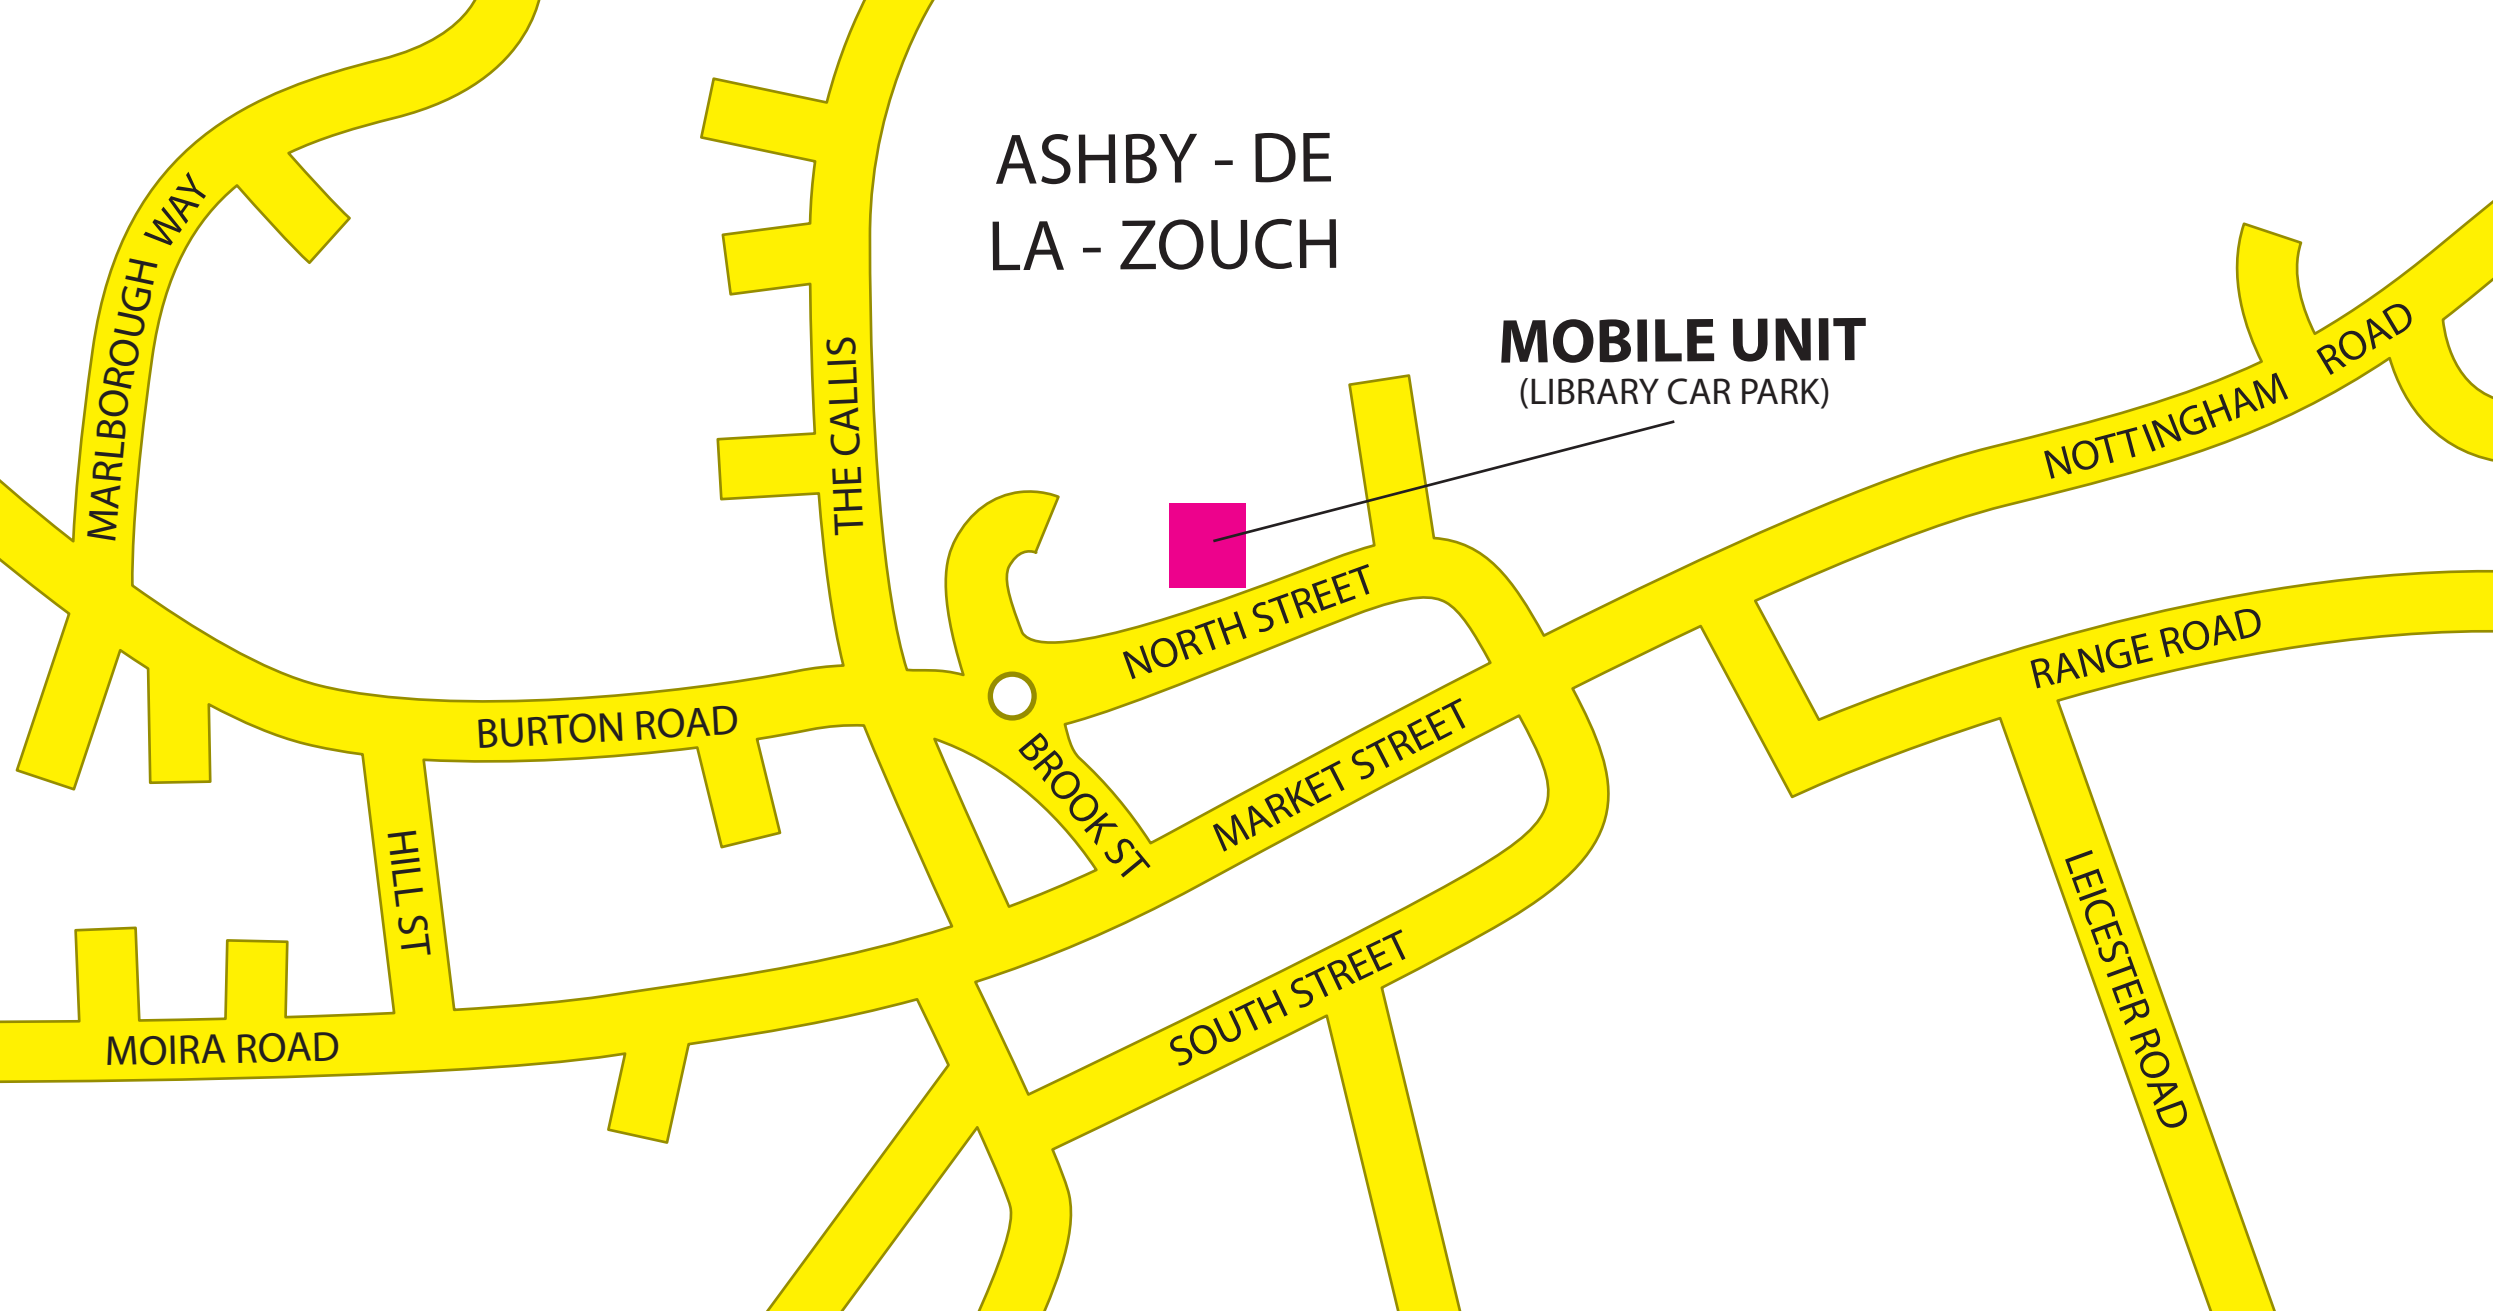 ASHBY - DE
LA - ZOUCH
MARLBOROUGH WAY
THE CALLIS
MOBILE UNIT
(LIBRARY CAR PARK)
NOTTINGHAM ROAD
NORTH STREET
RANGE ROAD
BURTON ROAD
BROOK ST
MARKET STREET
HILL ST
LEICESTER ROAD
SOUTH STREET
MOIRA ROAD